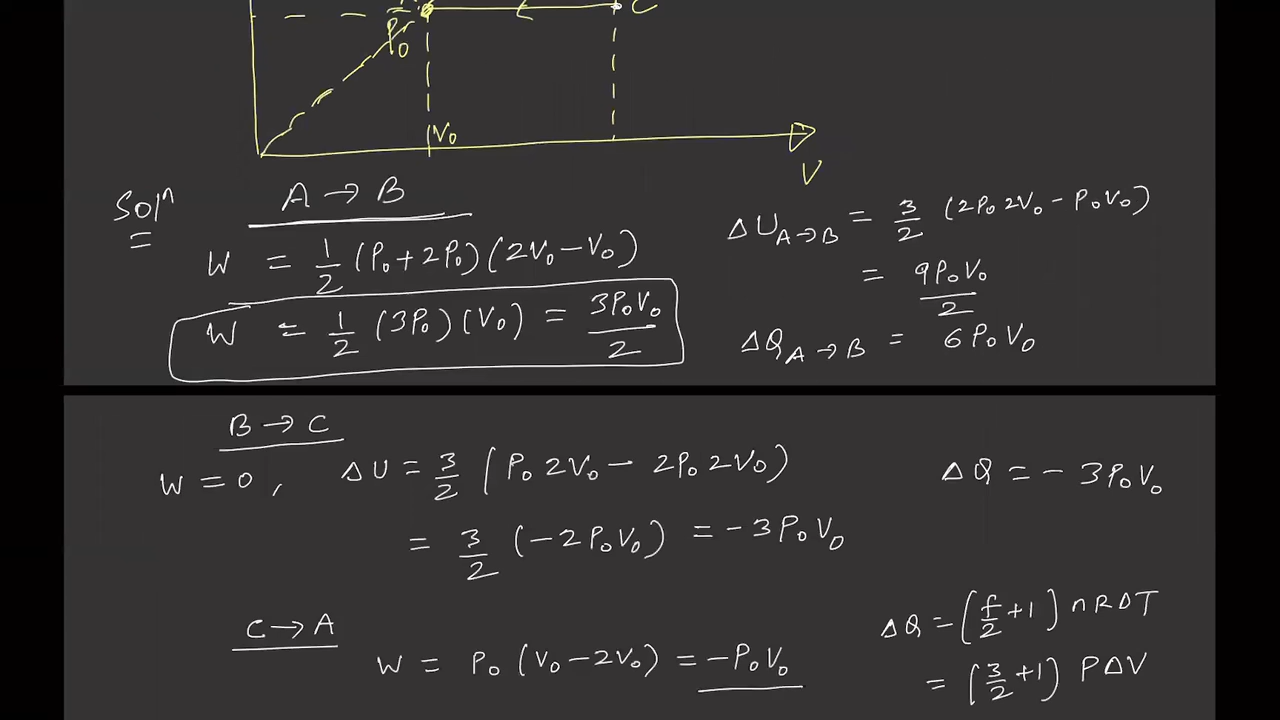 P₀ C
V₀
V
Solⁿ
A → B
W = 1/2 (P₀ + 2P₀)(2V₀ − V₀)
W = 1/2 (3P₀)(V₀) = 3P₀V₀/2
ΔU_A→B = 3/2 (2P₀ 2V₀ − P₀V₀)
= 9P₀V₀/2
ΔQ_A→B = 6P₀V₀
B → C
W = 0, ΔU = 3/2 (P₀ 2V₀ − 2P₀ 2V₀) ΔQ = − 3P₀V₀
= 3/2 (−2P₀V₀) = −3P₀V₀
C → A
W = P₀ (V₀ − 2V₀) = −P₀V₀
ΔQ = (f/2 + 1) nRΔT
= (3/2 + 1) PΔV